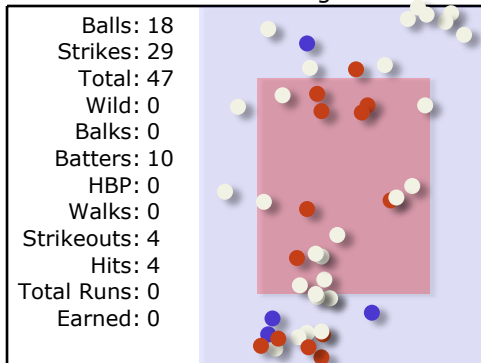 Balls: 18
Strikes: 29
Total: 47
Wild: 0
Balks: 0
Batters: 10
HBP: 0
Walks: 0
Strikeouts: 4
Hits: 4
Total Runs: 0
Earned: 0